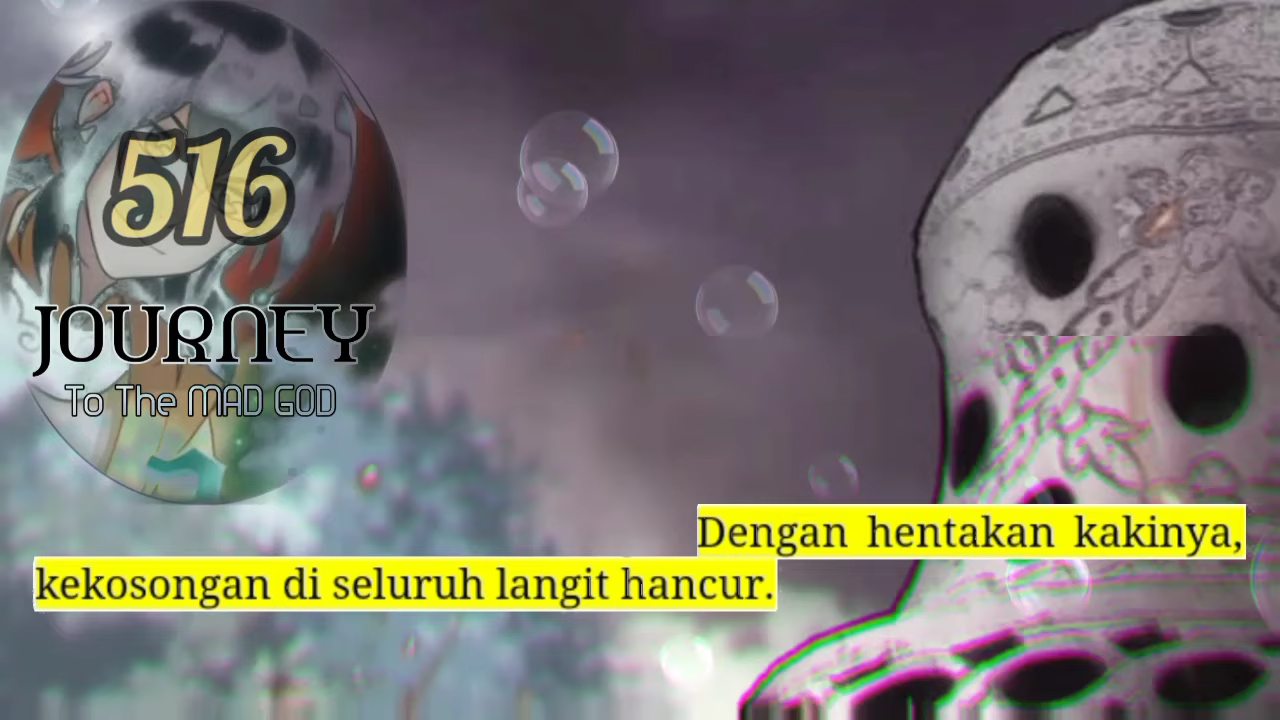 516
JOURNEY
To The MAD GOD
Dengan hentakan kakinya,
kekosongan di seluruh langit hancur.